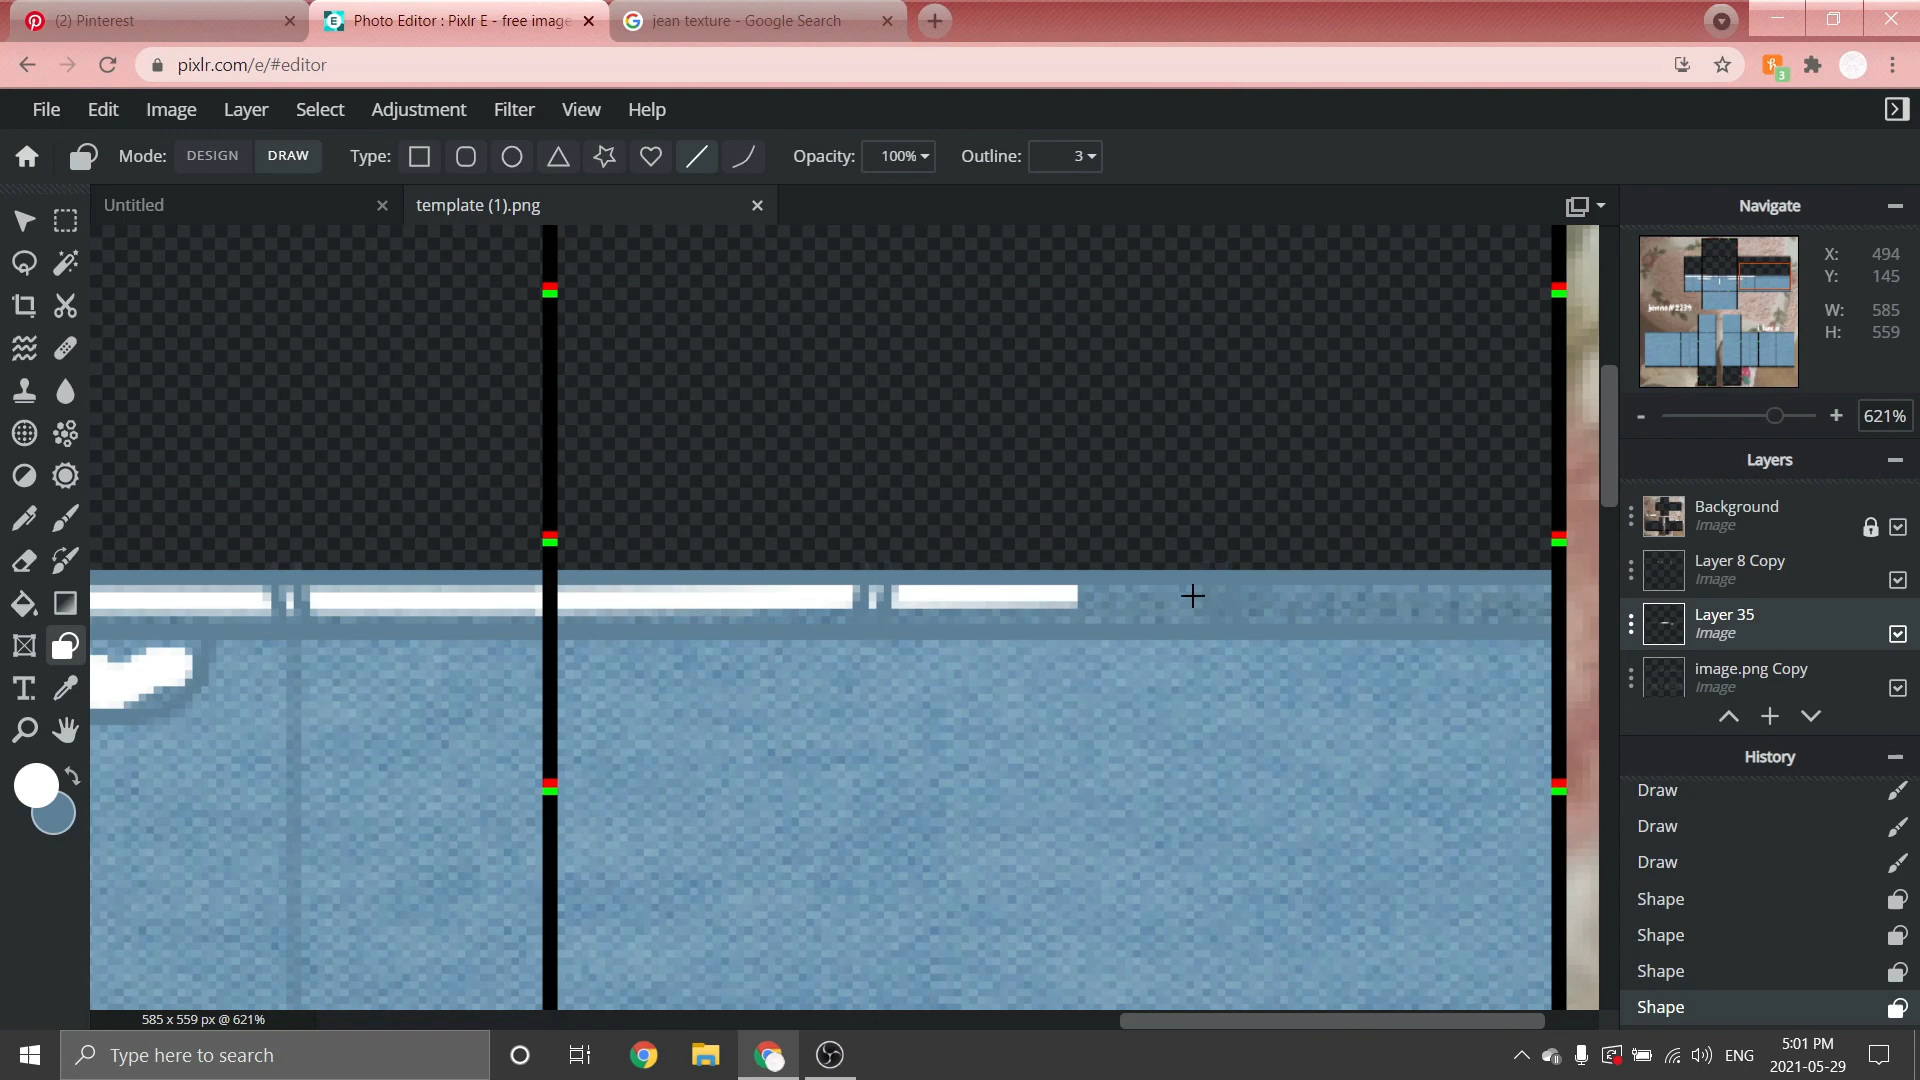 (2) Pinterest
Photo Editor : Pixlr E - free image
jean texture - Google Search
pixlr.com/e/#editor
3
File Edit Image Layer Select Adjustment Filter View Help
Mode: DESIGN DRAW Type: Opacity: 100% Outline: 3
Untitled
template (1).png
Navigate
X: 494
Y: 145
W: 585
H: 559
jenna#2234
- + 621%
Layers
Background
Image
Layer 8 Copy
Image
Layer 35
Image
image.png Copy
Image
History
Draw
Draw
Draw
Shape
Shape
Shape
Shape
T
585 x 559 px @ 621%
Type here to search
ENG
5:01 PM
2021-05-29